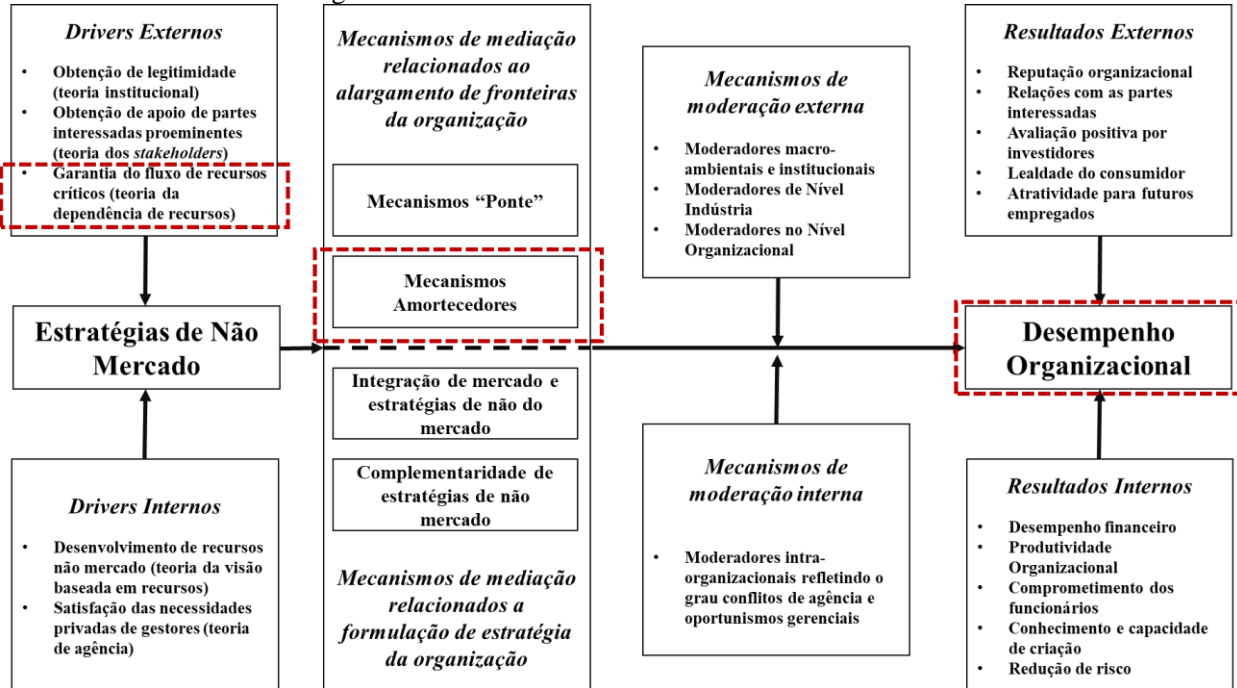 Drivers Externos
• Obtenção de legitimidade
(teoria institucional)
• Obtenção de apoio de partes
interessadas proeminentes
(teoria dos stakeholders)
• Garantia do fluxo de recursos
críticos (teoria da
dependência de recursos)
Estratégias de Não
Mercado
Drivers Internos
• Desenvolvimento de recursos
não mercado (teoria da visão
baseada em recursos)
• Satisfação das necessidades
privadas de gestores (teoria
de agência)
Mecanismos de mediação
relacionados ao
alargamento de fronteiras
da organização
Mecanismos “Ponte”
Mecanismos
Amortecedores
Integração de mercado e
estratégias de não do
mercado
Complementaridade de
estratégias de não
mercado
Mecanismos de mediação
relacionados a
formulação de estratégia
da organização
Mecanismos de
moderação externa
• Moderadores macro-
ambientais e institucionais
• Moderadores de Nível
Indústria
• Moderadores no Nível
Organizacional
Mecanismos de
moderação interna
• Moderadores intra-
organizacionais refletindo o
grau conflitos de agência e
oportunismos gerenciais
Resultados Externos
• Reputação organizacional
• Relações com as partes
interessadas
• Avaliação positiva por
investidores
• Lealdade do consumidor
• Atratividade para futuros
empregados
Desempenho
Organizacional
Resultados Internos
• Desempenho financeiro
• Produtividade
Organizacional
• Comprometimento dos
funcionários
• Conhecimento e capacidade
de criação
• Redução de risco